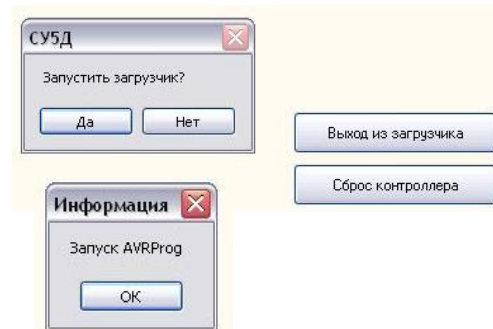 СУ5Д
Запустить загрузчик?
Да
Нет
Выход из загрузчика
Сброс контроллера
Информация
Запуск AVRProg
OK